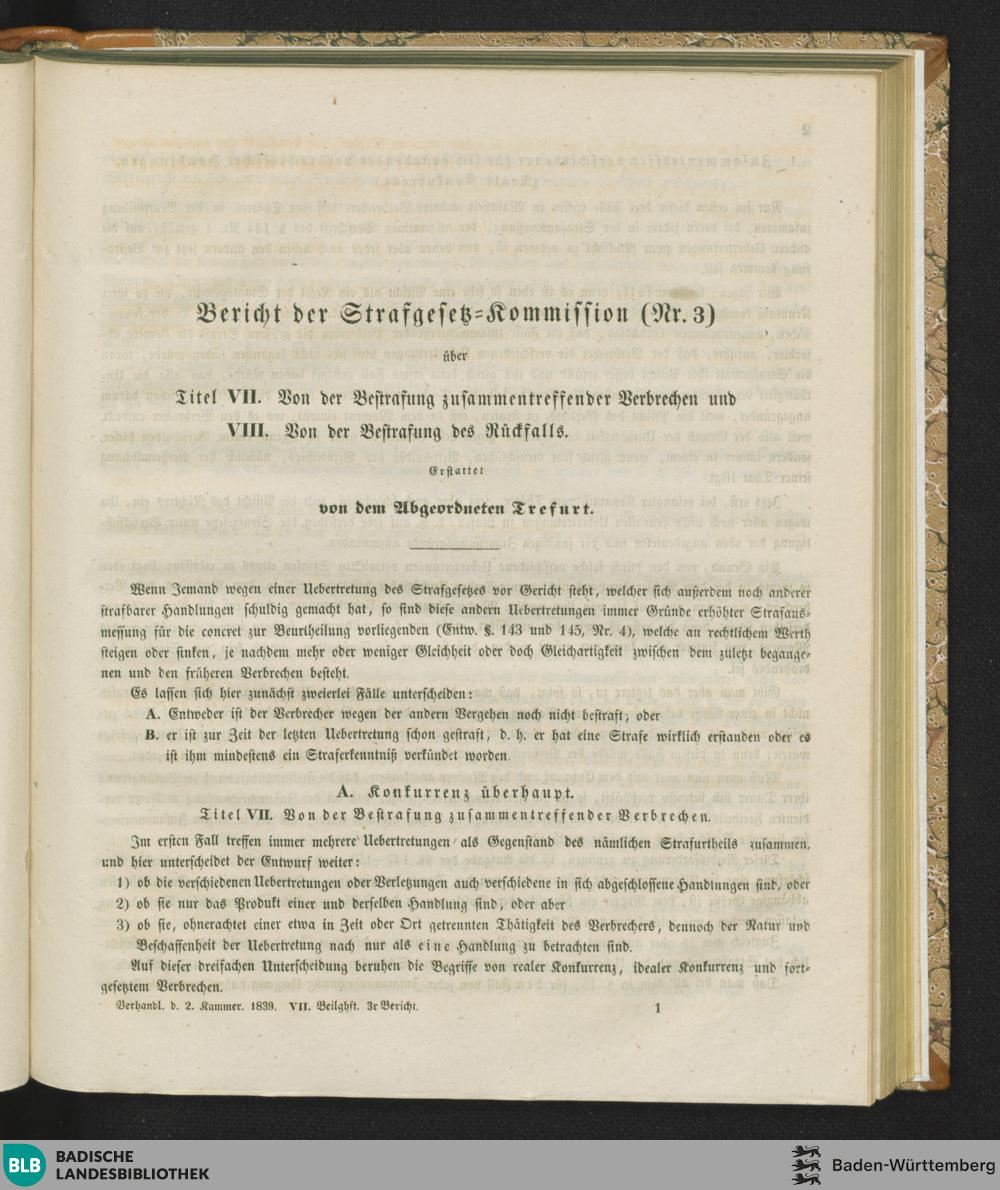 Bericht der Strafgesetz-Kommission (Nr. 3)
über
Titel VII. Von der Bestrafung zusammentreffender Verbrechen und
VIII. Von der Bestrafung des Rückfalls.
Erstattet
von dem Abgeordneten Trefurt.
Wenn Jemand wegen einer Uebertretung des Strafgesetzes vor Gericht steht, welcher sich außerdem noch anderer
strafbarer Handlungen schuldig gemacht hat, so sind diese andern Uebertretungen immer Gründe erhöhter Strafaus-
messung für die concret zur Beurtheilung vorliegenden (Entw. §. 143 und 145, Nr. 4), welche an rechtlichem Werth
steigen oder sinken, je nachdem mehr oder weniger Gleichheit oder doch Gleichartigkeit zwischen dem zuletzt begange-
nen und den früheren Verbrechen besteht.
Es lassen sich hier zunächst zweierlei Fälle unterscheiden:
A. Entweder ist der Verbrecher wegen der andern Vergehen noch nicht bestraft; oder
B. er ist zur Zeit der letzten Uebertretung schon gestraft, d. h. er hat eine Strafe wirklich erstanden oder es
ist ihm mindestens ein Straferkenntniß verkündet worden.
A. Konkurrenz überhaupt.
Titel VII. Von der Bestrafung zusammentreffender Verbrechen.
Im ersten Fall treffen immer mehrere Uebertretungen als Gegenstand des nämlichen Strafurtheils zusammen,
und hier unterscheidet der Entwurf weiter:
1) ob die verschiedenen Uebertretungen oder Verletzungen auch verschiedene in sich abgeschlossene Handlungen sind, oder
2) ob sie nur das Produkt einer und derselben Handlung sind, oder aber
3) ob sie, ohnerachtet einer etwa in Zeit oder Ort getrennten Thätigkeit des Verbrechers, dennoch der Natur und
Beschaffenheit der Uebertretung nach nur als eine Handlung zu betrachten sind.
Auf dieser dreifachen Unterscheidung beruhen die Begriffe von realer Konkurrenz, idealer Konkurrenz und fort-
gesetztem Verbrechen.
Verhandl. d. 2. Kammer. 1839. VII. Beilghft. 3r Bericht. 1
BLB BADISCHE
LANDESBIBLIOTHEK
Baden-Württemberg